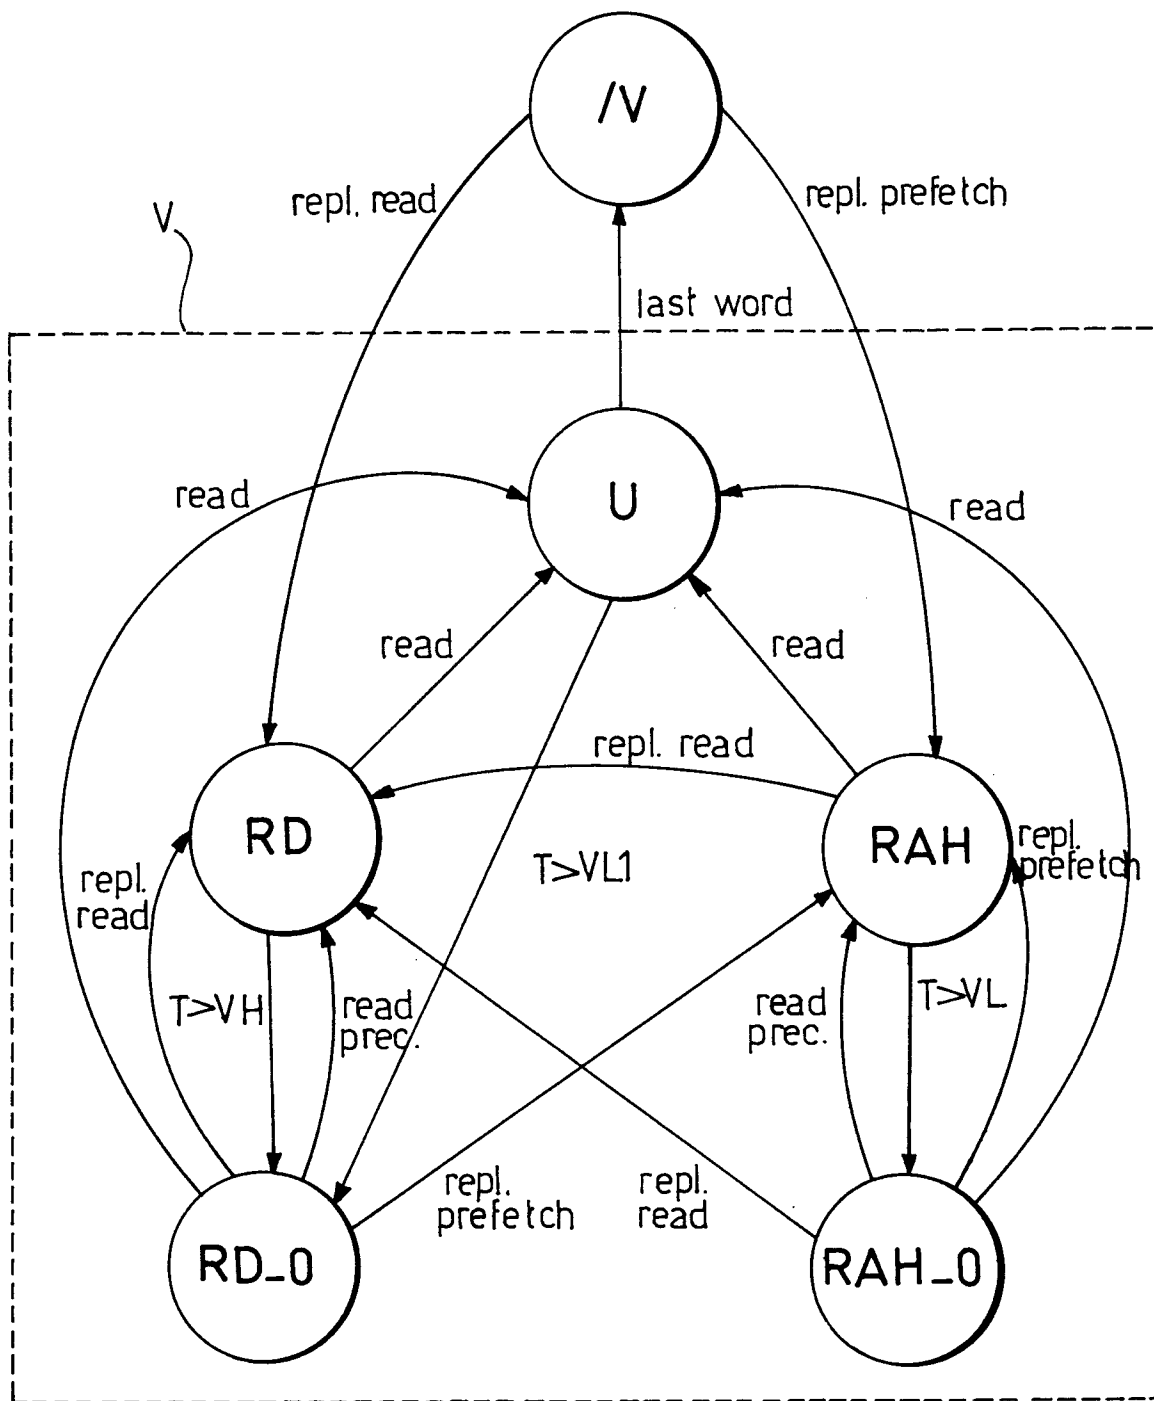 /V
repl. read
repl. prefetch
V
last word
read
U
read
read
read
repl. read
RD
RAH
repl.
prefetch
T>VL1
repl.
read
T>VH
read
prec.
read
prec.
T>VL
repl.
prefetch
repl.
read
RD_0
RAH_0